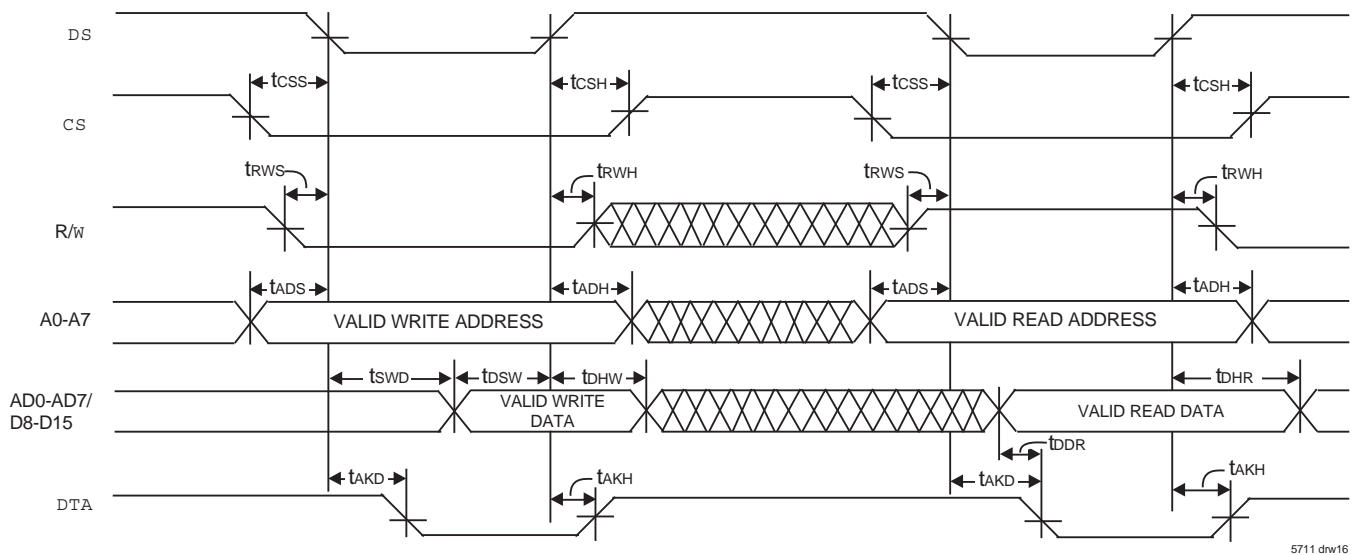 DS
tCSS
tCSH
tCSS
tCSH
CS
tRWS
tRWH
tRWS
tRWH
R/W
tADS
tADH
tADS
tADH
A0-A7
VALID WRITE ADDRESS
VALID READ ADDRESS
tSWD
tDSW
tDHW
tDHR
AD0-AD7/
D8-D15
VALID WRITE
DATA
VALID READ DATA
tDDR
tAKD
tAKH
tAKD
tAKH
DTA
5711 drw16